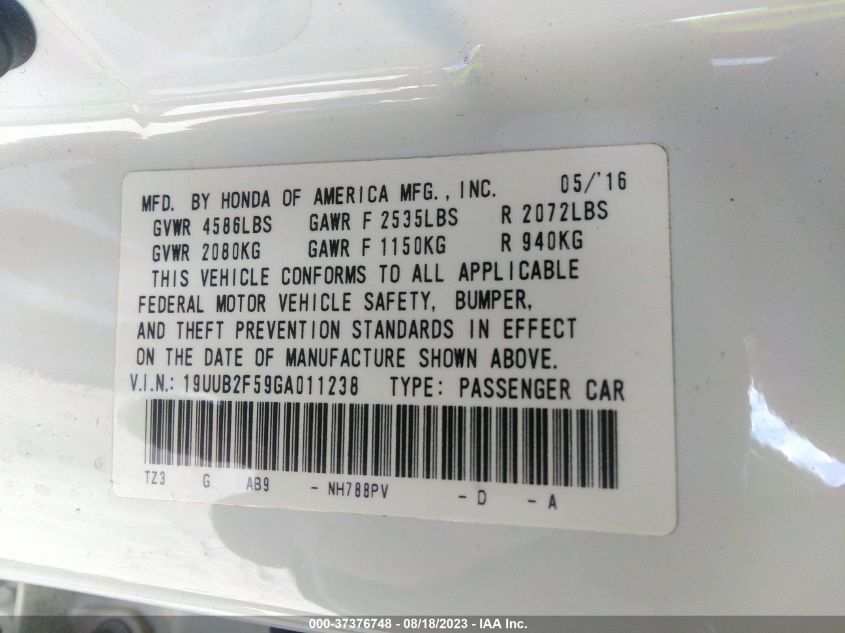 MFD. BY HONDA OF AMERICA MFG., INC. 05/'16
GVWR 4586LBS GAWR F 2535LBS R 2072LBS
GVWR 2080KG GAWR F 1150KG R 940KG
THIS VEHICLE CONFORMS TO ALL APPLICABLE
FEDERAL MOTOR VEHICLE SAFETY, BUMPER,
AND THEFT PREVENTION STANDARDS IN EFFECT
ON THE DATE OF MANUFACTURE SHOWN ABOVE.
V.I.N.: 19UUB2F59GA011238 TYPE: PASSENGER CAR
TZ3 G AB9 - NH788PV - D - A
000-37376748 - 08/18/2023 - IAA Inc.